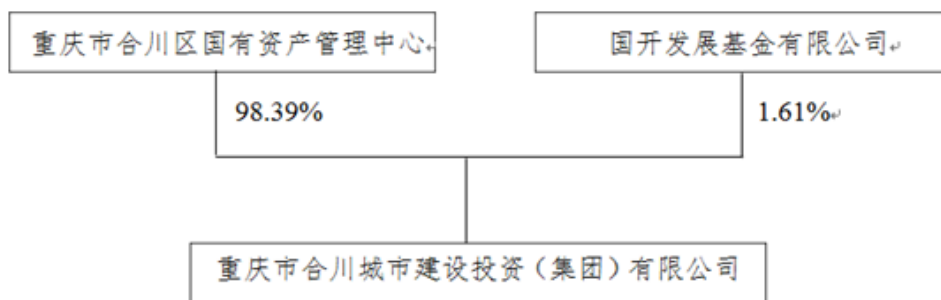 重庆市合川区国有资产管理中心
国开发展基金有限公司
98.39%
1.61%
重庆市合川城市建设投资（集团）有限公司